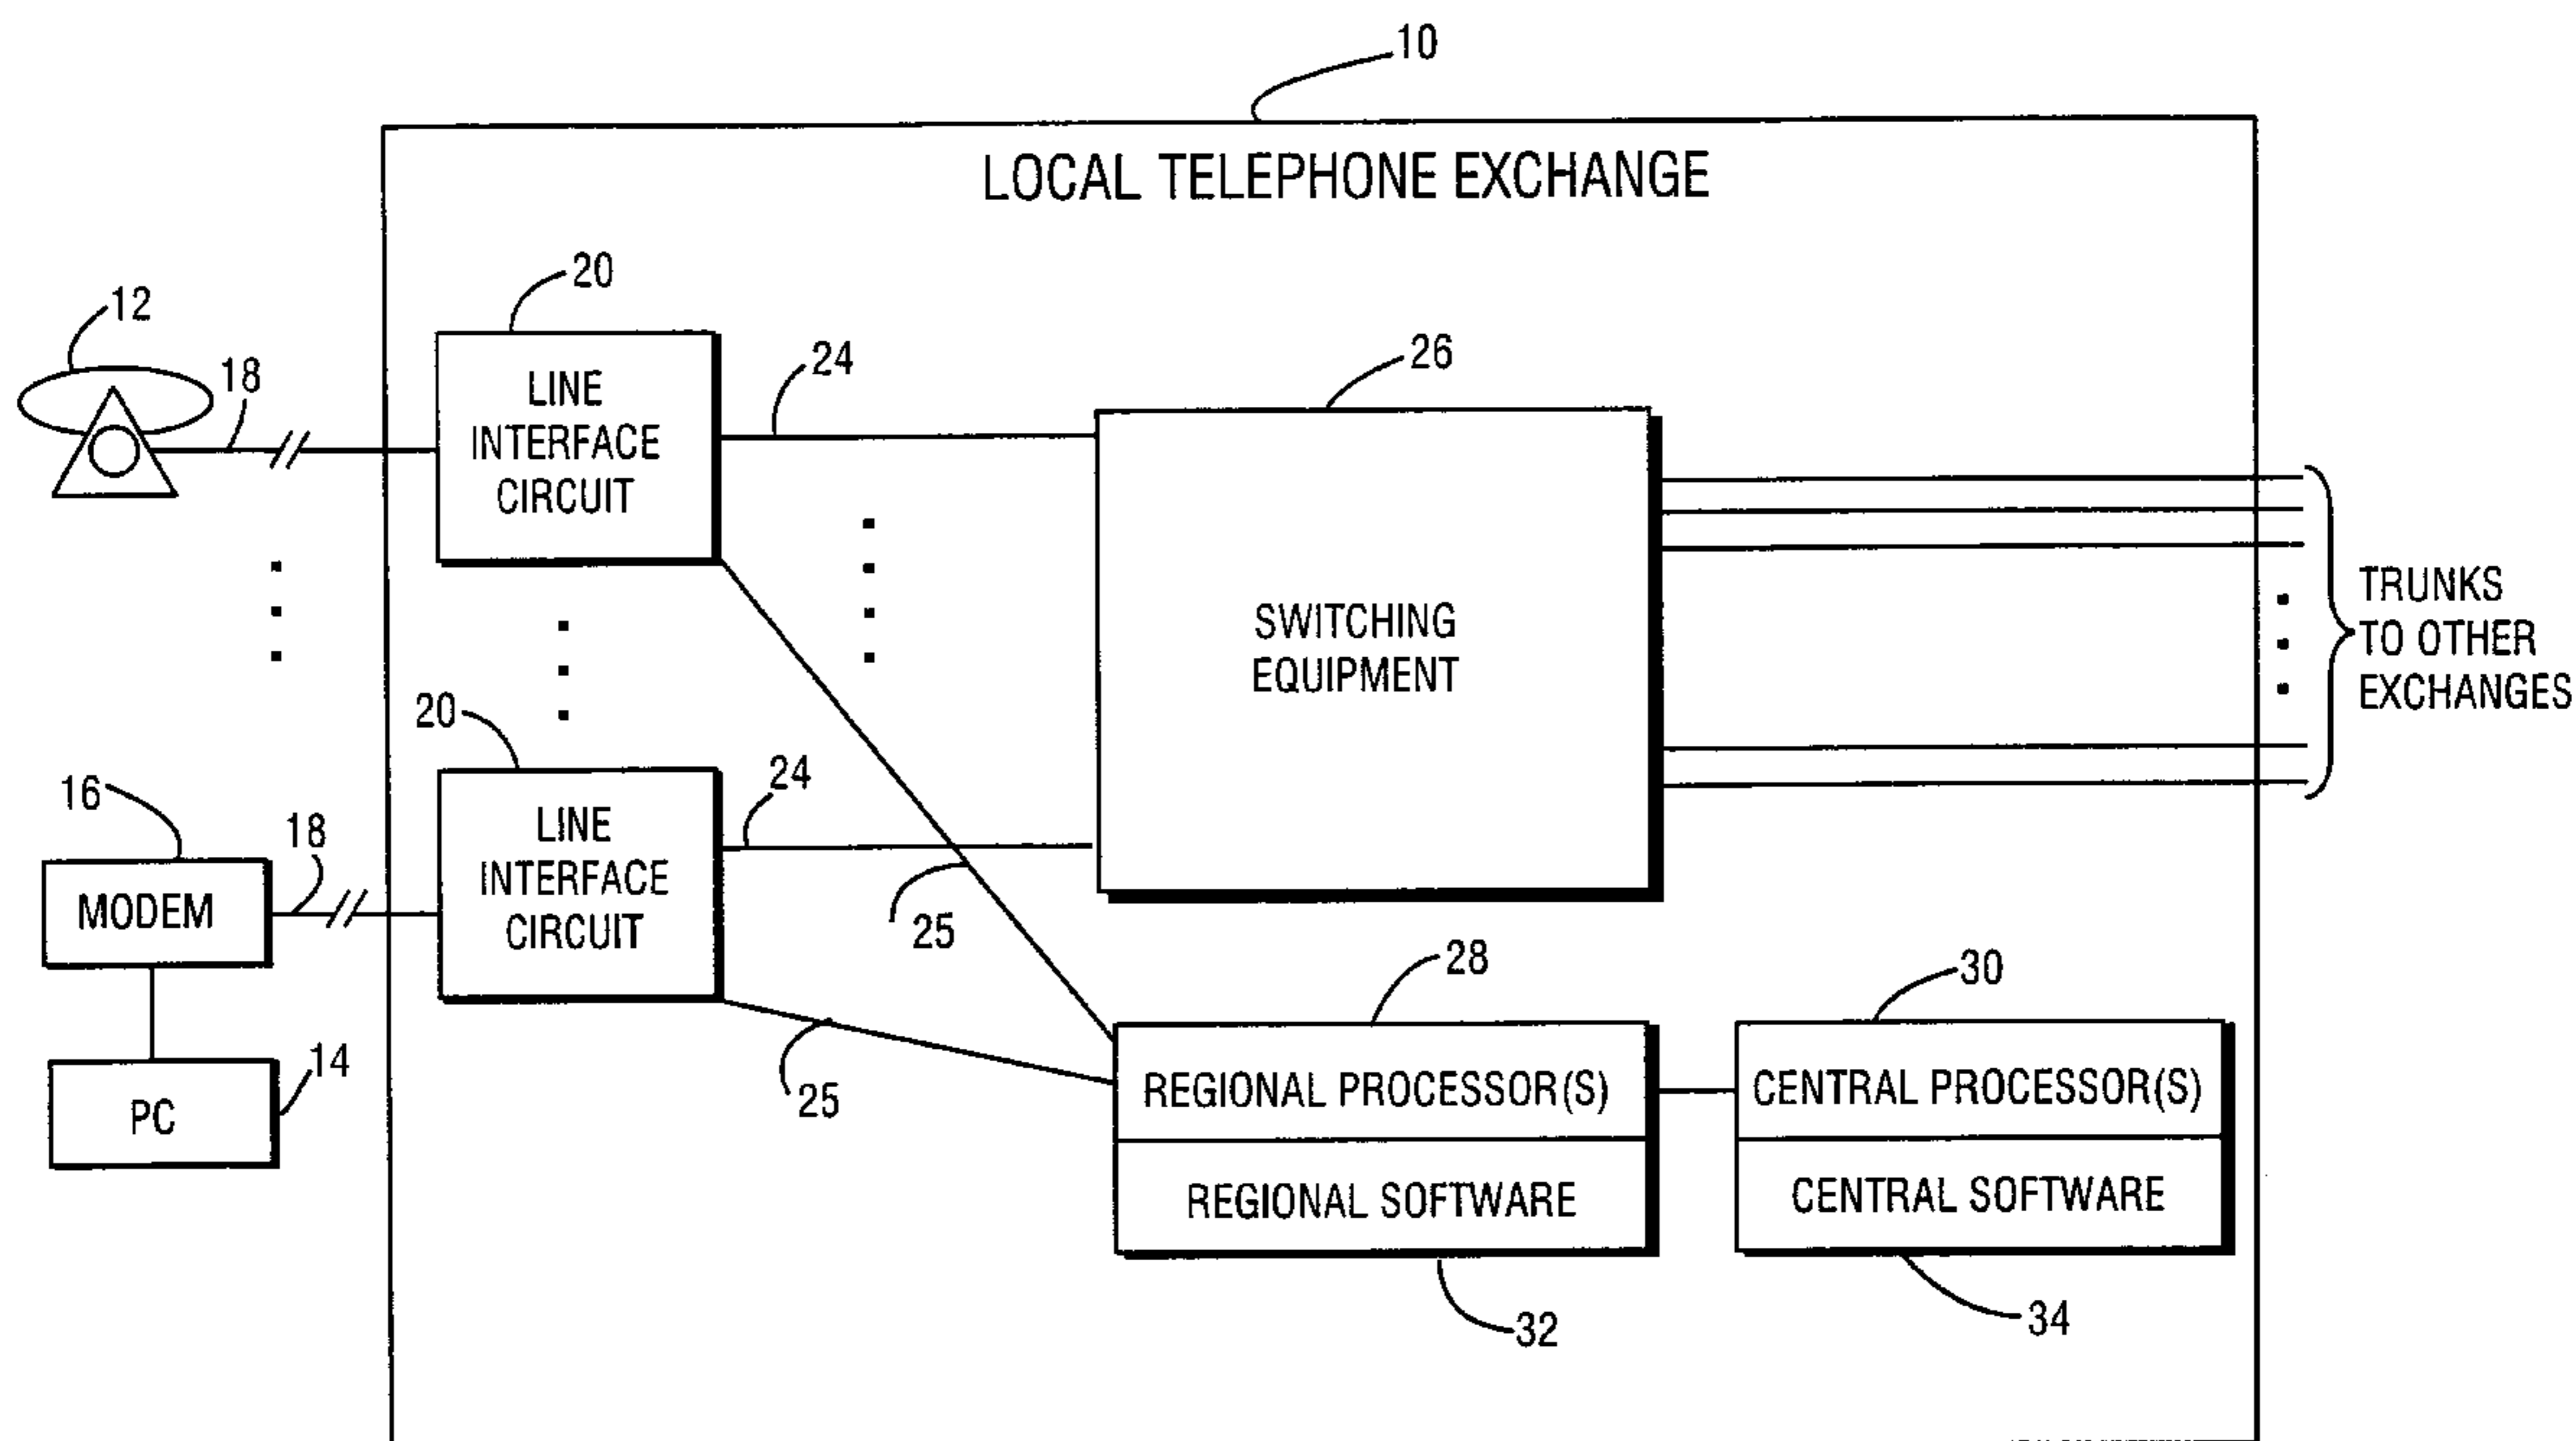 10
LOCAL TELEPHONE EXCHANGE
20
12
18
LINE
INTERFACE
CIRCUIT
24
26
SWITCHING
EQUIPMENT
TRUNKS
TO OTHER
EXCHANGES
20
16
18
MODEM
LINE
INTERFACE
CIRCUIT
24
25
14
PC
25
28
REGIONAL PROCESSOR(S)
REGIONAL SOFTWARE
32
30
CENTRAL PROCESSOR(S)
CENTRAL SOFTWARE
34